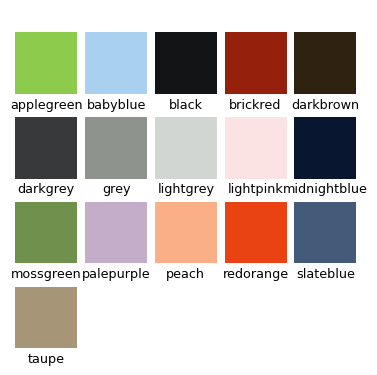 applegreen babyblue black brickred darkbrown
darkgrey grey lightgrey lightpink midnightblue
mossgreen palepurple peach redorange slateblue
taupe